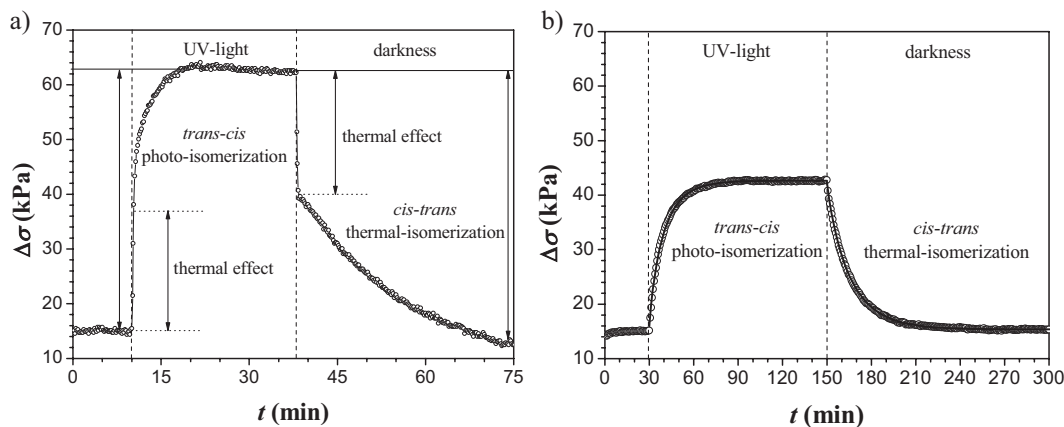 a)
UV-light
darkness
trans-cis
photo-isomerization
thermal effect
thermal effect
cis-trans
thermal-isomerization
Δσ (kPa)
70
60
50
40
30
20
10
0
15
30
45
60
75
t (min)
b)
UV-light
darkness
trans-cis
photo-isomerization
cis-trans
thermal-isomerization
Δσ (kPa)
70
60
50
40
30
20
10
0
30
60
90
120
150
180
210
240
270
300
t (min)